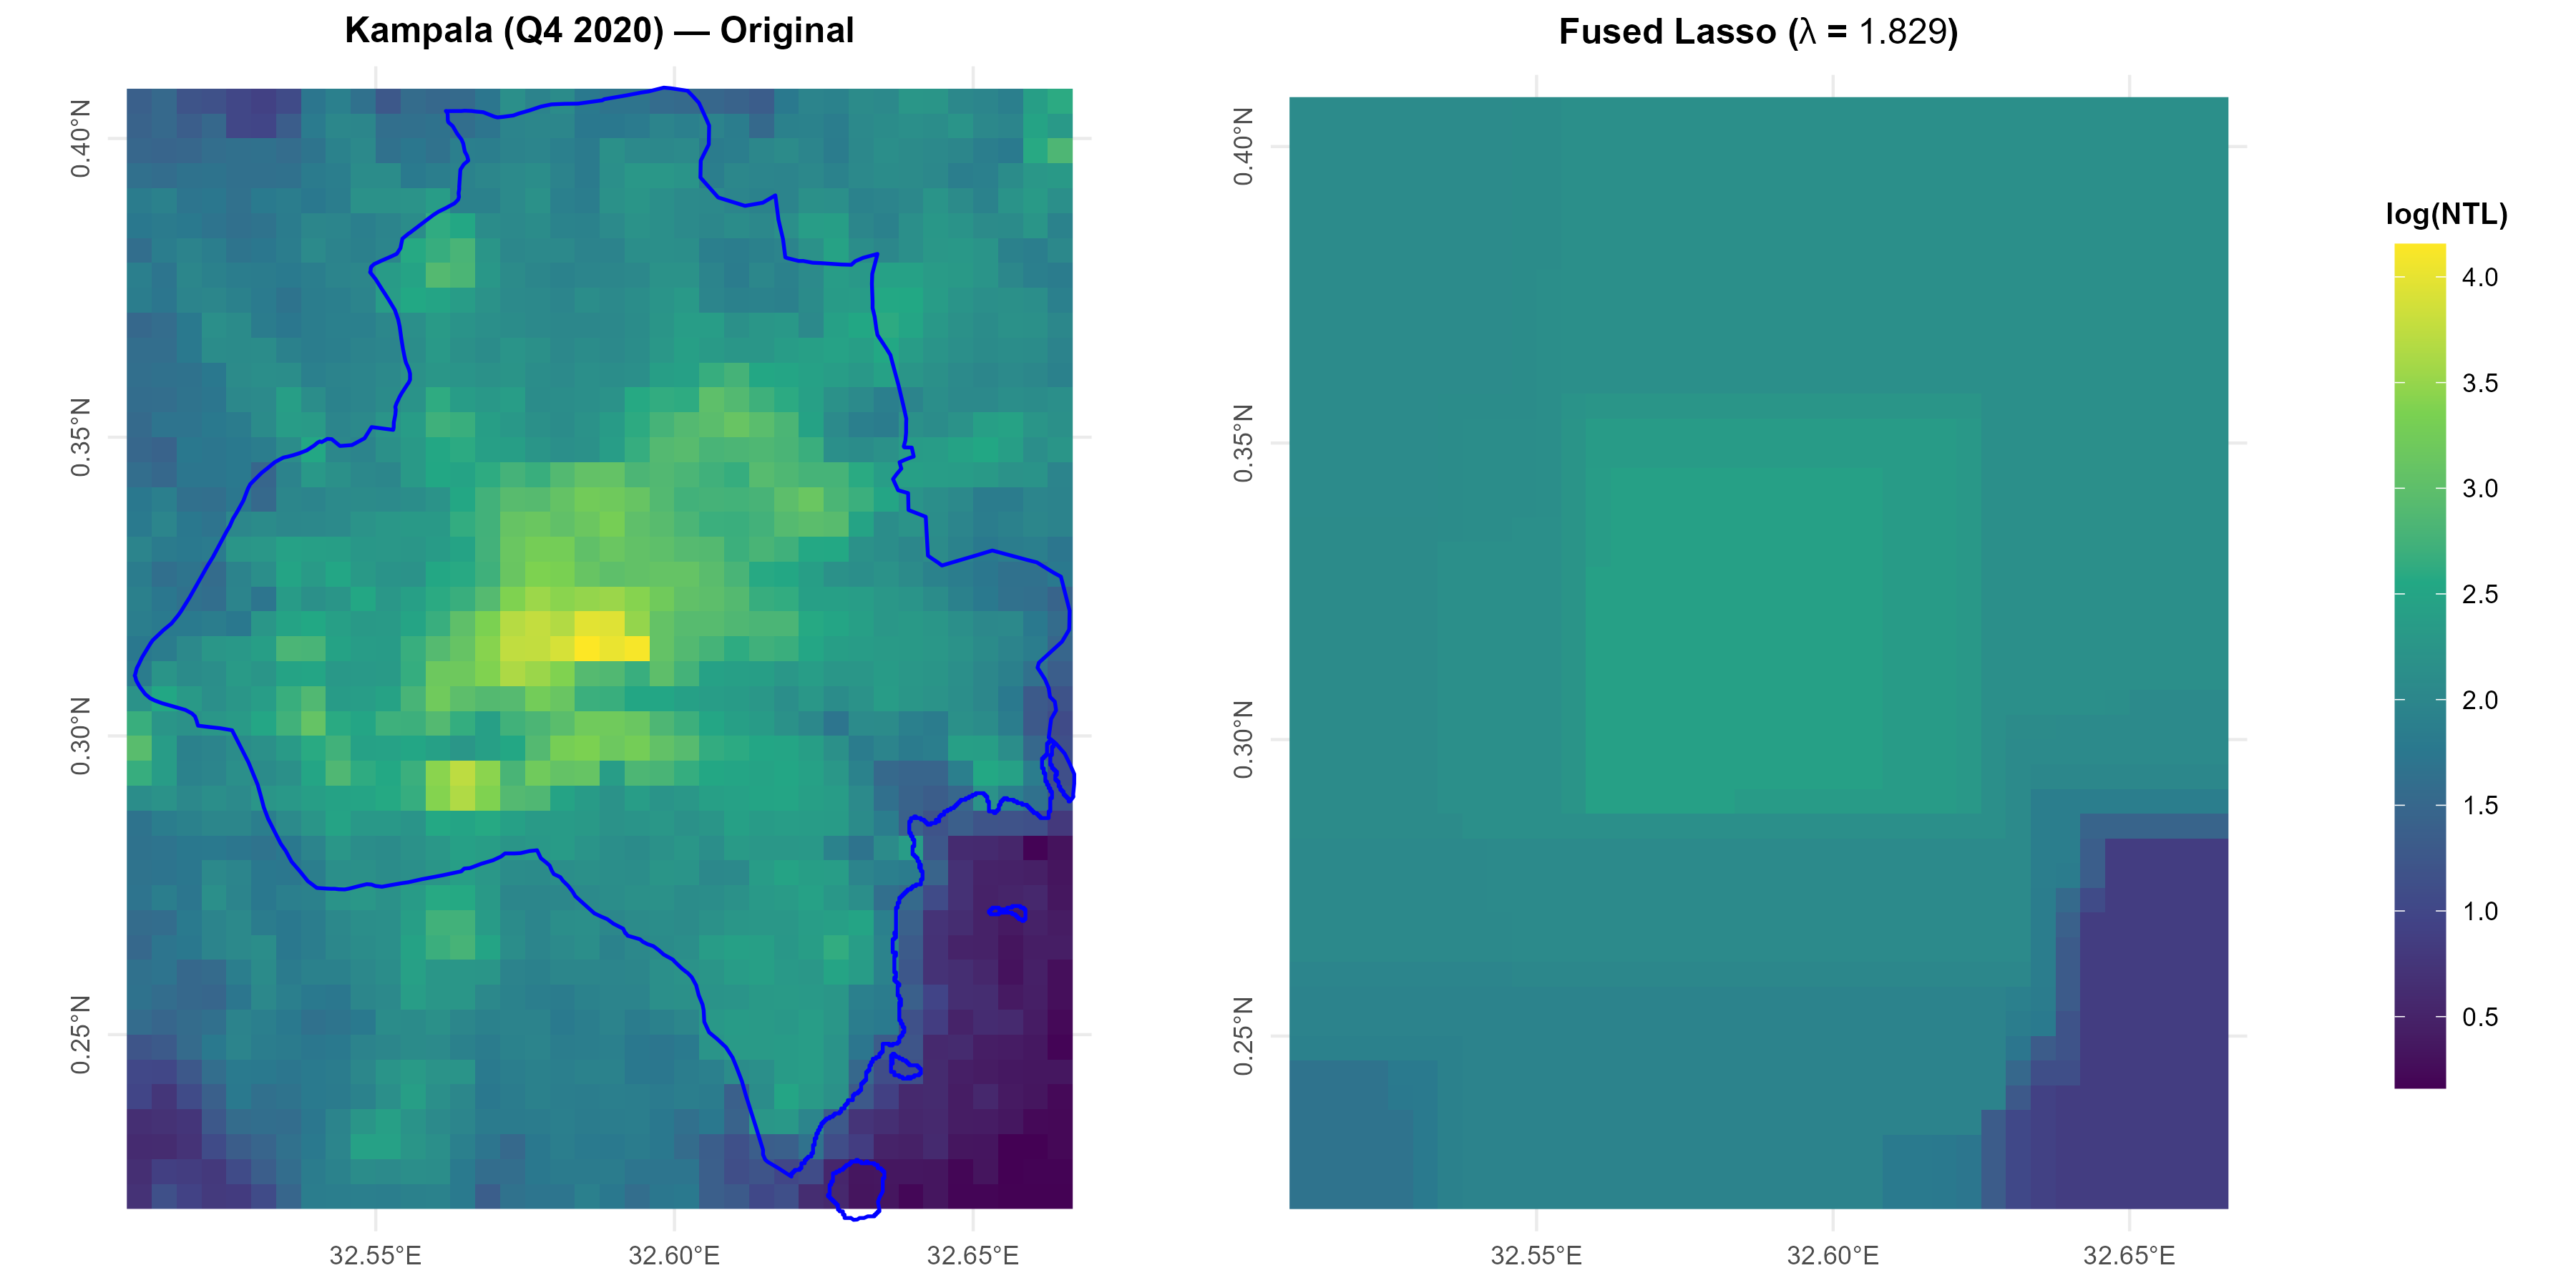 Kampala (Q4 2020) — Original
0.40°N
0.35°N
0.30°N
0.25°N
32.55°E
32.60°E
32.65°E
Fused Lasso (λ = 1.829)
0.40°N
0.35°N
0.30°N
0.25°N
32.55°E
32.60°E
32.65°E
log(NTL)
4.0
3.5
3.0
2.5
2.0
1.5
1.0
0.5